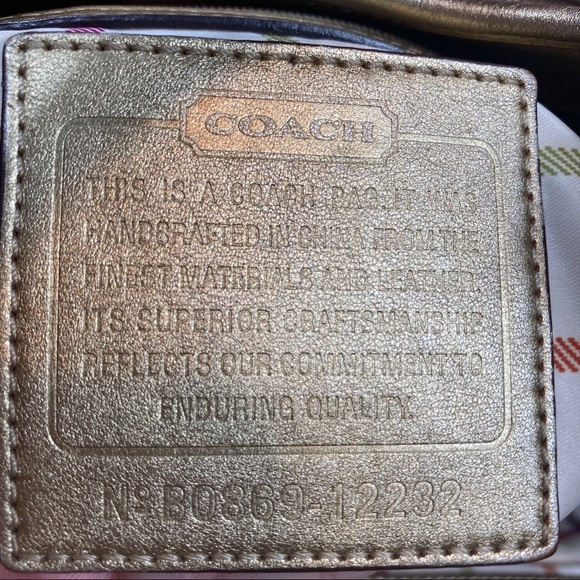 COACH
THIS IS A COACH BAG. IT WAS
HANDCRAFTED IN CHINA FROM THE
FINEST MATERIALS AND LEATHER.
ITS SUPERIOR CRAFTSMANSHIP
REFLECTS OUR COMMITMENT TO
ENDURING QUALITY.
No B0869-12232